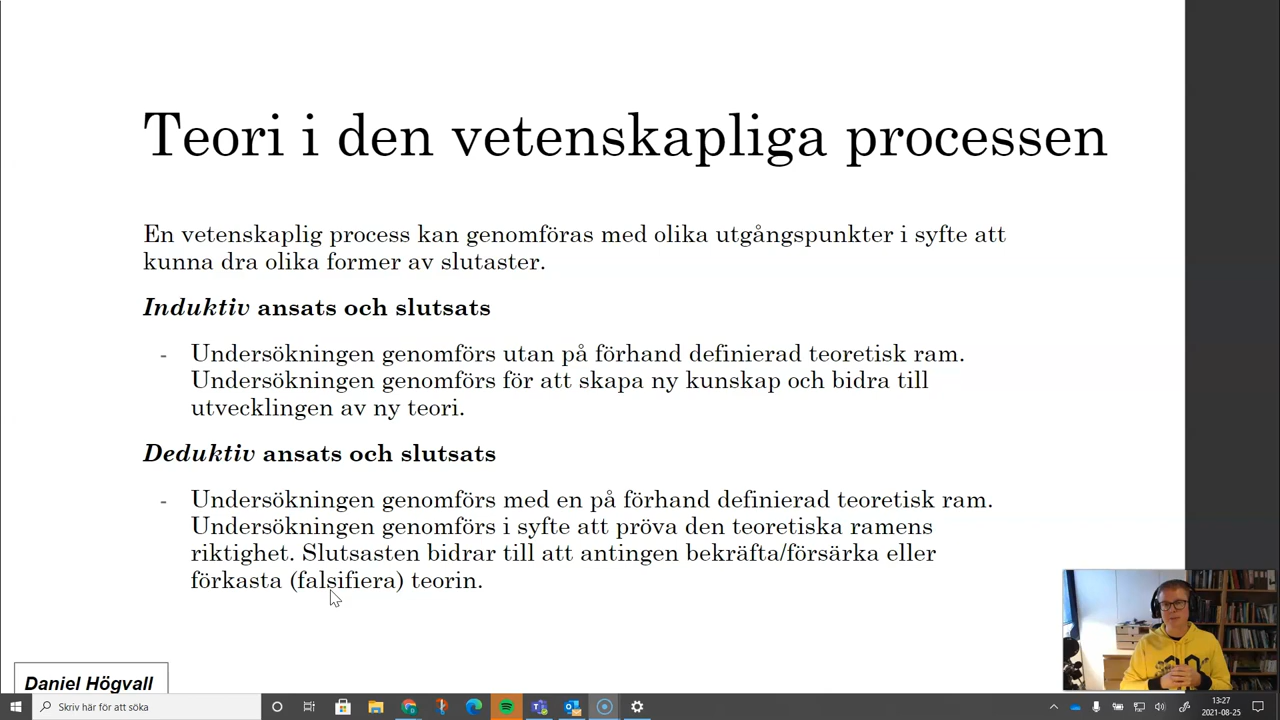 Teori i den vetenskapliga processen
En vetenskaplig process kan genomföras med olika utgångspunkter i syfte att
kunna dra olika former av slutaster.
Induktiv ansats och slutsats
- Undersökningen genomförs utan på förhand definierad teoretisk ram.
Undersökningen genomförs för att skapa ny kunskap och bidra till
utvecklingen av ny teori.
Deduktiv ansats och slutsats
- Undersökningen genomförs med en på förhand definierad teoretisk ram.
Undersökningen genomförs i syfte att pröva den teoretiska ramens
riktighet. Slutsasten bidrar till att antingen bekräfta/försärka eller
förkasta (falsifiera) teorin.
Daniel Högvall
Skriv här för att söka
13:27
2021-08-25